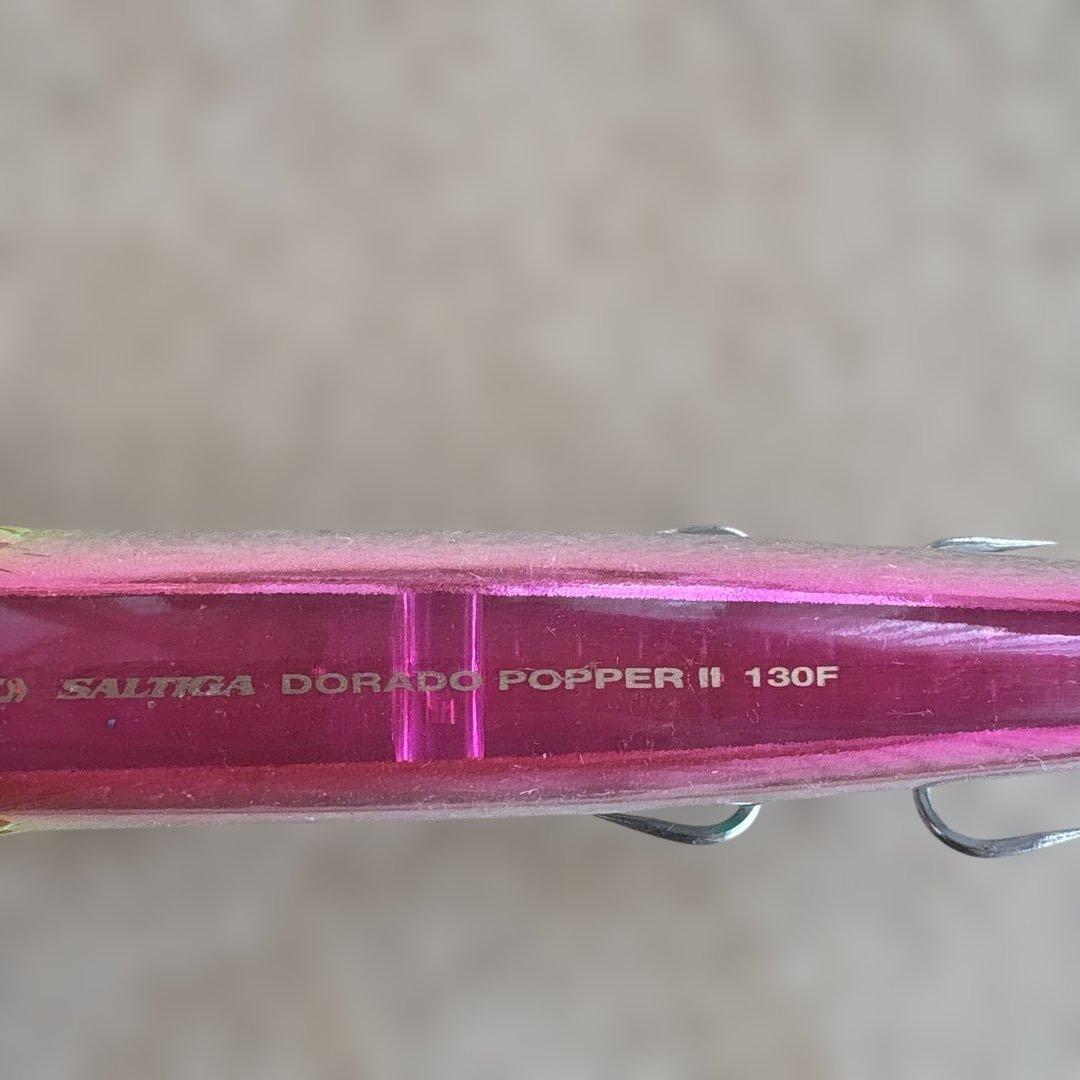 SALTIGA DORADO POPPER II 130F